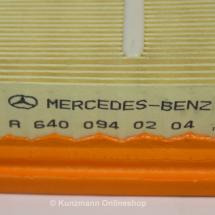 MERCEDES-BENZ
A 640 094 02 04
© Kunzmann Onlineshop